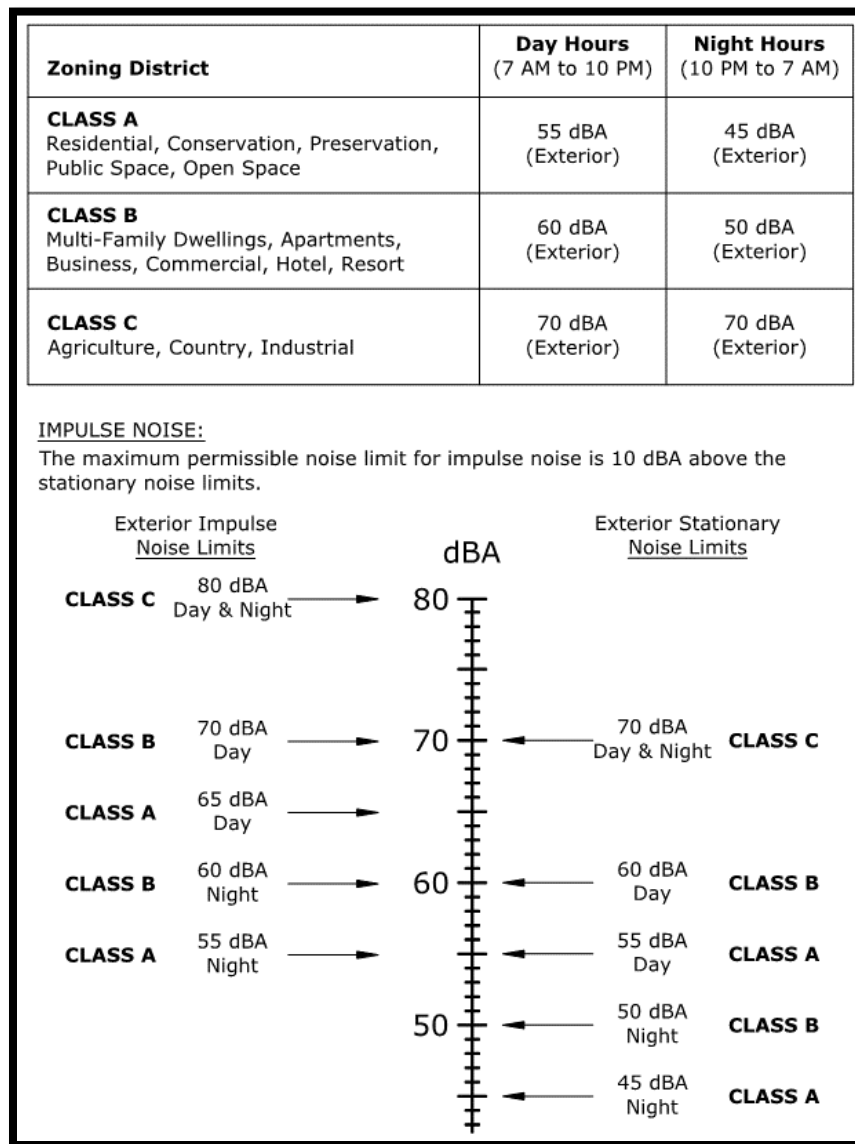 Zoning District
Day Hours
(7 AM to 10 PM)
Night Hours
(10 PM to 7 AM)
CLASS A
Residential, Conservation, Preservation,
Public Space, Open Space
55 dBA
(Exterior)
45 dBA
(Exterior)
CLASS B
Multi-Family Dwellings, Apartments,
Business, Commercial, Hotel, Resort
60 dBA
(Exterior)
50 dBA
(Exterior)
CLASS C
Agriculture, Country, Industrial
70 dBA
(Exterior)
70 dBA
(Exterior)
IMPULSE NOISE:
The maximum permissible noise limit for impulse noise is 10 dBA above the
stationary noise limits.
Exterior Impulse
Noise Limits
dBA
Exterior Stationary
Noise Limits
CLASS C
80 dBA
Day & Night
80
CLASS B
70 dBA
Day
70
70 dBA
Day & Night
CLASS C
CLASS A
65 dBA
Day
CLASS B
60 dBA
Night
60
60 dBA
Day
CLASS B
CLASS A
55 dBA
Night
55 dBA
Day
CLASS A
50
50 dBA
Night
CLASS B
45 dBA
Night
CLASS A